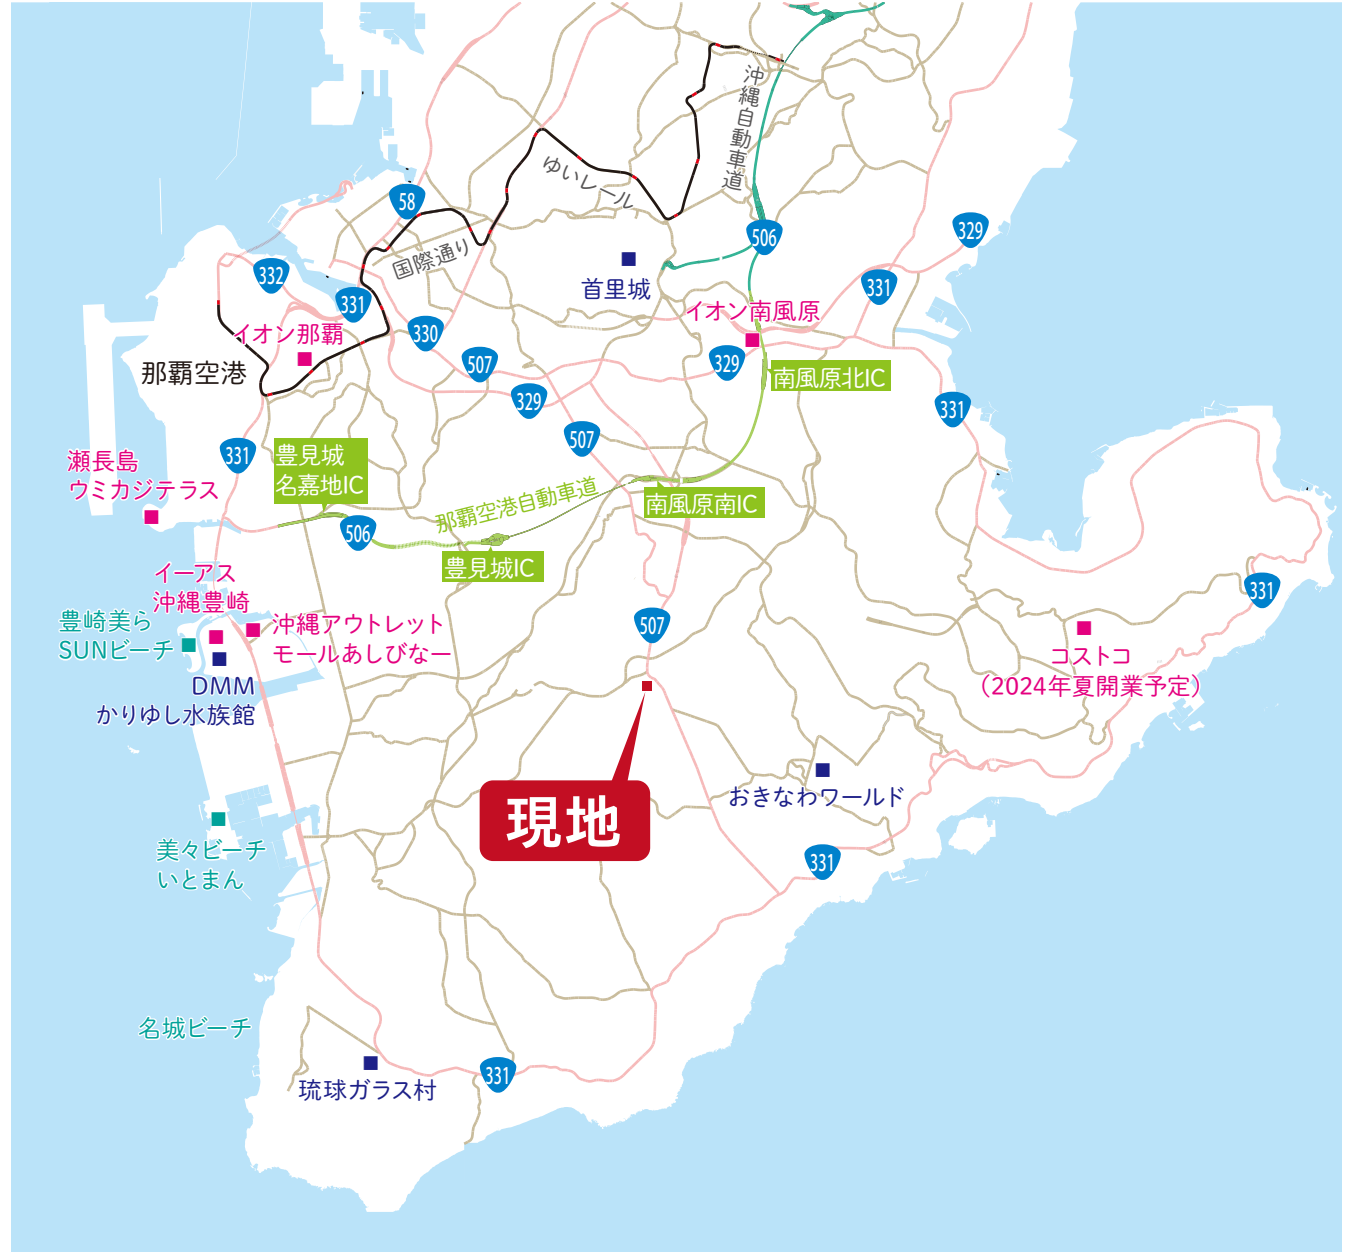 沖縄自動車道
ゆいレール
58
国際通り
506
329
332
331
首里城
331
イオン南風原
イオン那覇
330
那覇空港
507
329
南風原北IC
329
331
507
331
豊見城
名嘉地IC
瀬長島
ウミカジテラス
那覇空港自動車道
南風原南IC
506
豊見城IC
イーアス
沖縄豊崎
331
豊崎美ら
SUNビーチ
沖縄アウトレット
モールあしびなー
507
コストコ
（2024年夏開業予定）
DMM
かりゆし水族館
現地
おきなわワールド
美々ビーチ
いとまん
331
名城ビーチ
331
琉球ガラス村